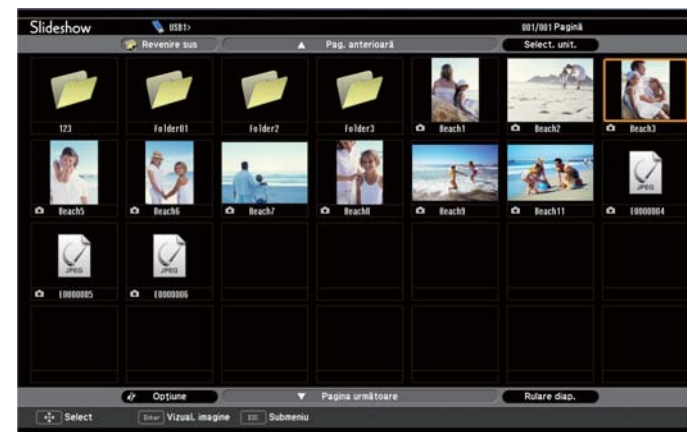 Slideshow USB1> 001/001 Pagină
Revenire sus ▲ Pag. anterioară Select. unit.
123 Folder01 Folder2 Folder3 Beach1 Beach2 Beach3
Beach5 Beach6 Beach7 Beach8 Beach9 Beach11 E0000004
JPEG
E0000005 E0000006
JPEG JPEG
Opţiune ▼ Pagina următoare Rulare diap.
Select Enter Vizual. imagine ESC Submeniu